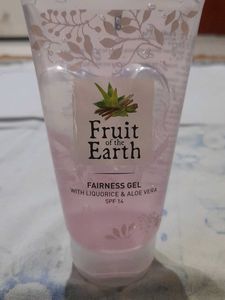 Fruit
of the
Earth
FAIRNESS GEL
WITH LIQUORICE & ALOE VERA
SPF 14